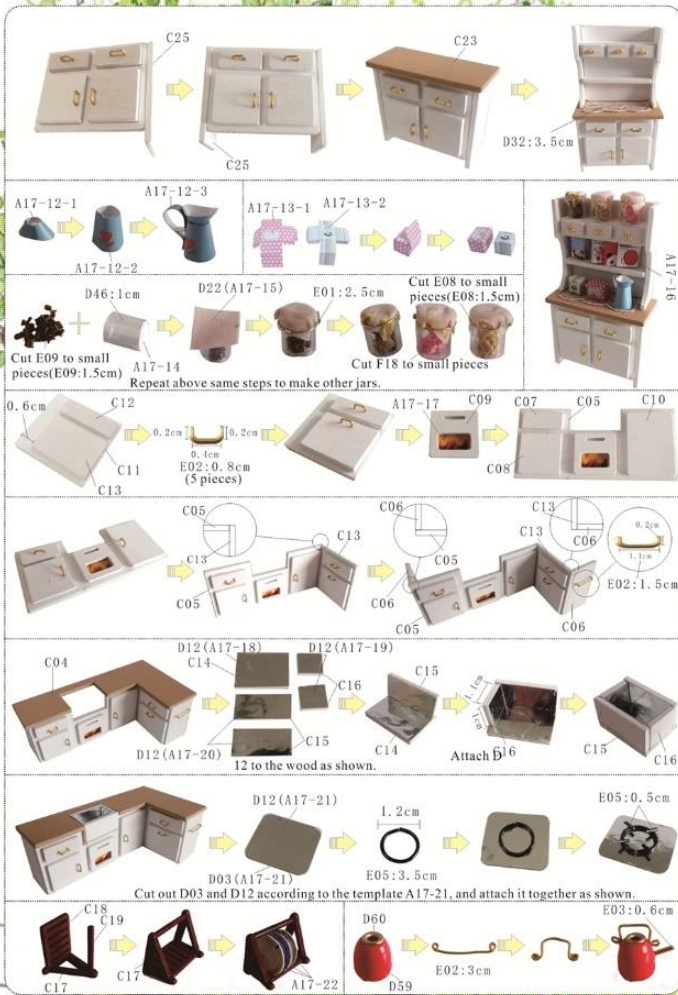 C25
C25
C23
D32:3.5cm
A17-12-1
A17-12-2
A17-12-3
A17-13-1
A17-13-2
A17-16
Cut E09 to small
pieces(E09:1.5cm)
D46:1cm
A17-14
D22(A17-15)
E01:2.5cm
Cut E08 to small
pieces(E08:1.5cm)
Cut F18 to small pieces
Repeat above same steps to make other jars.
0.6cm
C12
C11
C13
0.2cm
0.2cm
0.4cm
E02:0.8cm
(5 pieces)
A17-17
C09
C07
C05
C10
C08
C05
C13
C13
C05
C06
C05
C06
C05
C13
C06
C13
C06
0.2cm
1.1cm
E02:1.5cm
C04
D12(A17-18)
C14
D12(A17-19)
C16
C15
D12(A17-20)
12 to the wood as shown.
C15
C14
1.1cm
1cm
C16
Attach D
C15
C16
D12(A17-21)
D03(A17-21)
1.2cm
E05:3.5cm
E05:0.5cm
Cut out D03 and D12 according to the template A17-21, and attach it together as shown.
C18
C19
C17
C17
A17-22
D60
D59
E02:3cm
E03:0.6cm